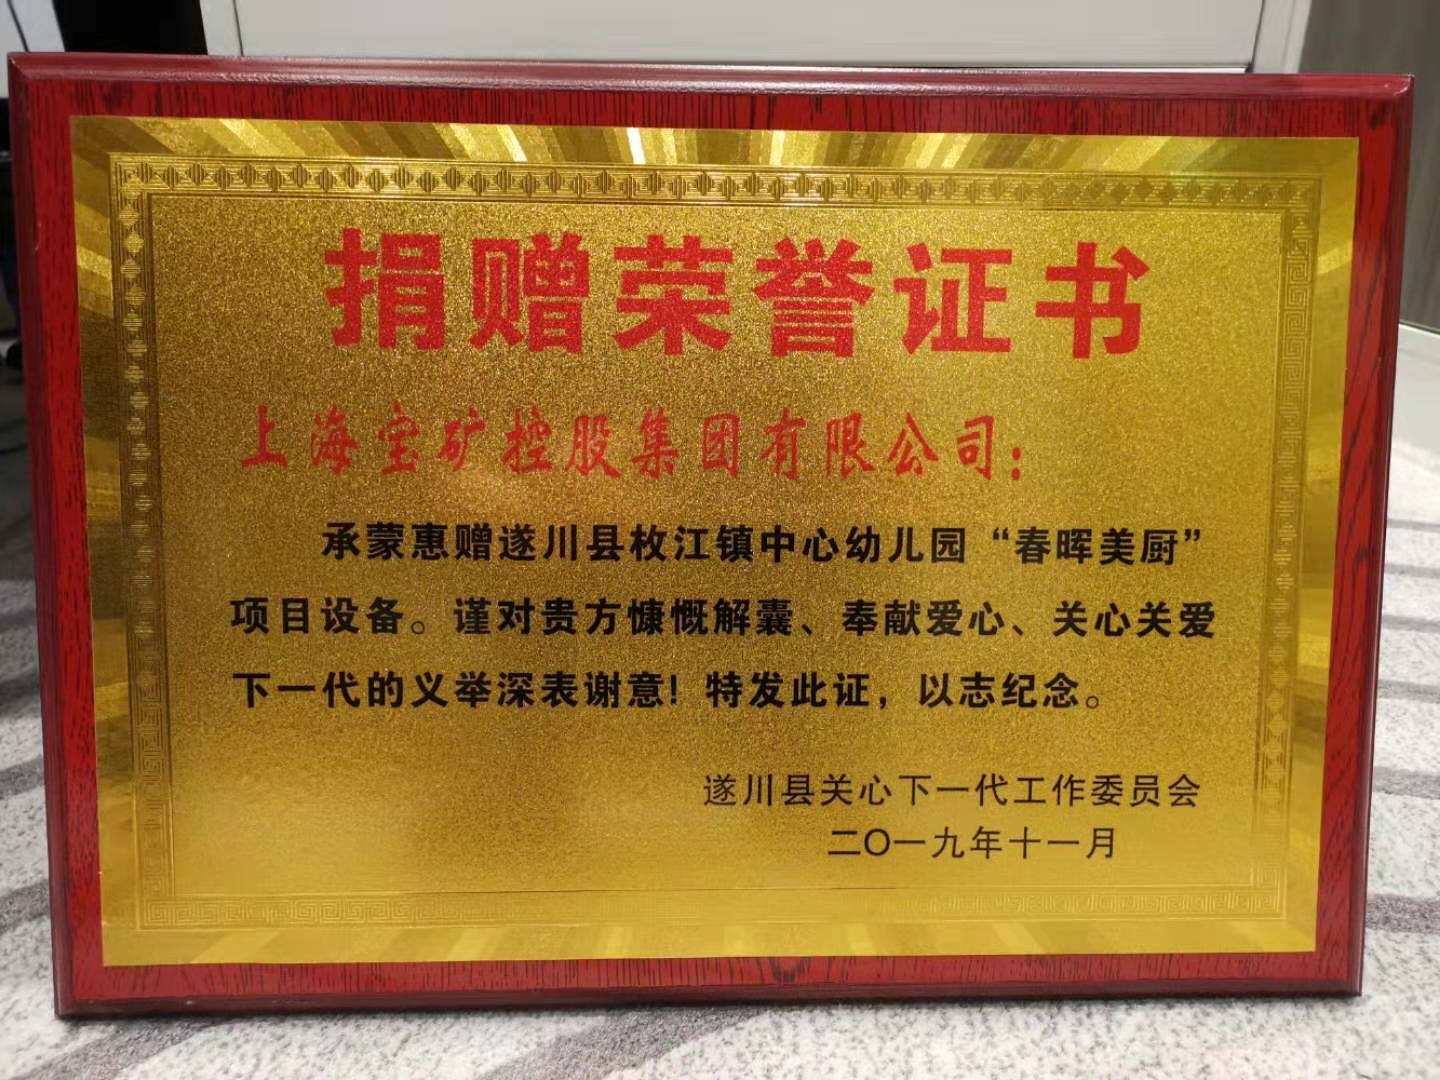 捐赠荣誉证书
上海宝矿控股集团有限公司：
承蒙惠赠遂川县枚江镇中心幼儿园“春晖美厨”
项目设备。谨对贵方慷慨解囊、奉献爱心、关心关爱
下一代的义举深表谢意！特发此证，以志纪念。
遂川县关心下一代工作委员会
二〇一九年十一月